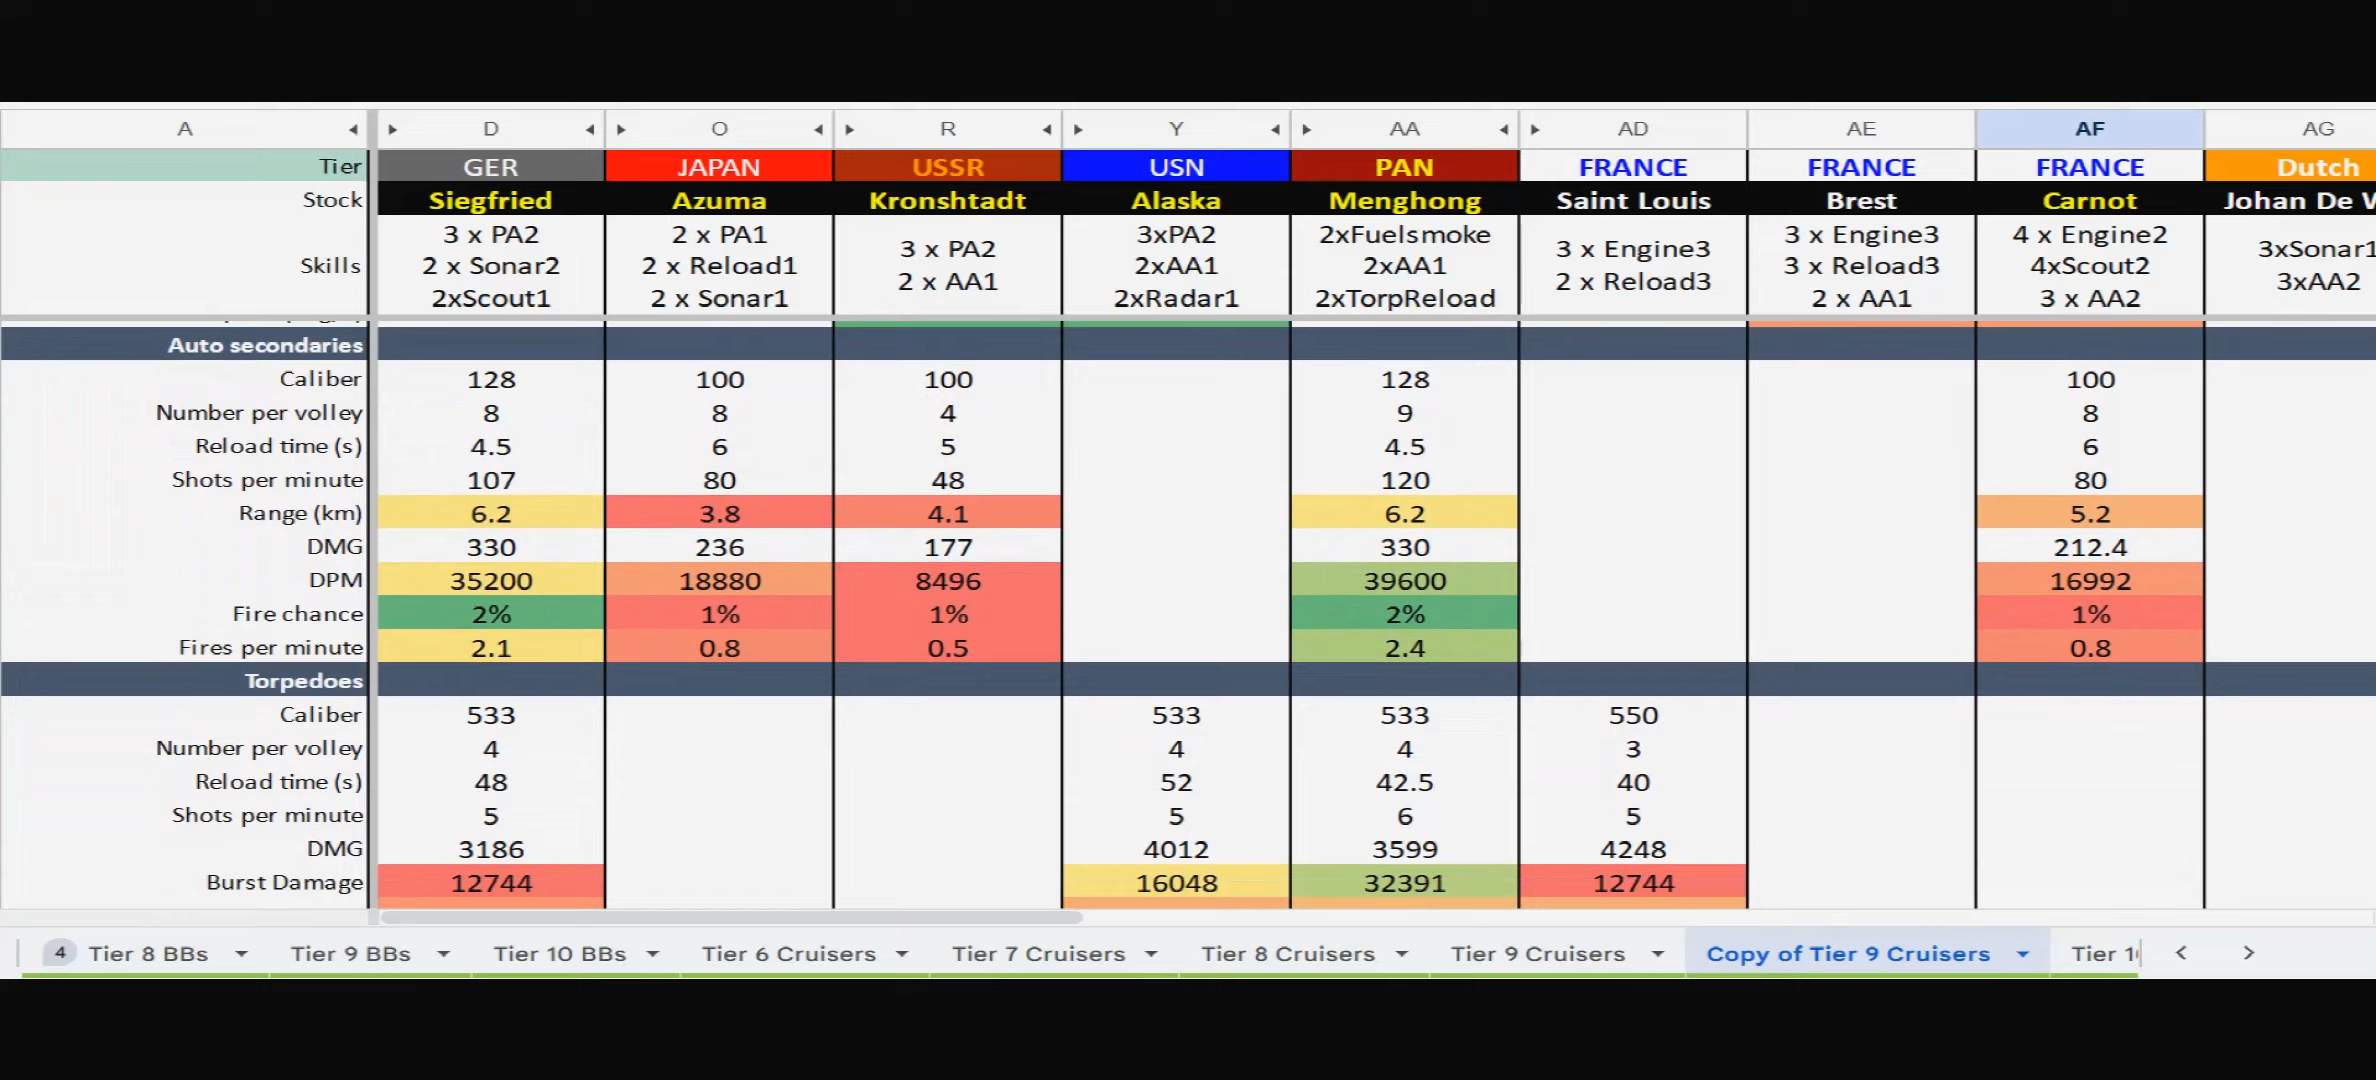 A D O R Y AA AD AE AF AG
Tier GER JAPAN USSR USN PAN FRANCE FRANCE FRANCE Dutch
Stock Siegfried Azuma Kronshtadt Alaska Menghong Saint Louis Brest Carnot Johan De
3 x PA2 2 x PA1 3xPA2 2xFuelsmoke 3 x Engine3 4 x Engine2
3 x PA2 3 x Engine3 3xSonar1
Skills 2 x Sonar2 2 x Reload1 2xAA1 2xAA1 3 x Reload3 4xScout2
2 x AA1 2 x Reload3 3xAA2
2xScout1 2 x Sonar1 2xRadar1 2xTorpReload 2 x AA1 3 x AA2
Auto secondaries
Caliber 128 100 100 128 100
Number per volley 8 8 4 9 8
Reload time (s) 4.5 6 5 4.5 6
Shots per minute 107 80 48 120 80
Range (km) 6.2 3.8 4.1 6.2 5.2
DMG 330 236 177 330 212.4
DPM 35200 18880 8496 39600 16992
Fire chance 2% 1% 1% 2% 1%
Fires per minute 2.1 0.8 0.5 2.4 0.8
Torpedoes
Caliber 533 533 533 550
Number per volley 4 4 4 3
Reload time (s) 48 52 42.5 40
Shots per minute 5 5 6 5
DMG 3186 4012 3599 4248
Burst Damage 12744 16048 32391 12744
4 Tier 8 BBs Tier 9 BBs Tier 10 BBs Tier 6 Cruisers Tier 7 Cruisers Tier 8 Cruisers Tier 9 Cruisers Copy of Tier 9 Cruisers Tier